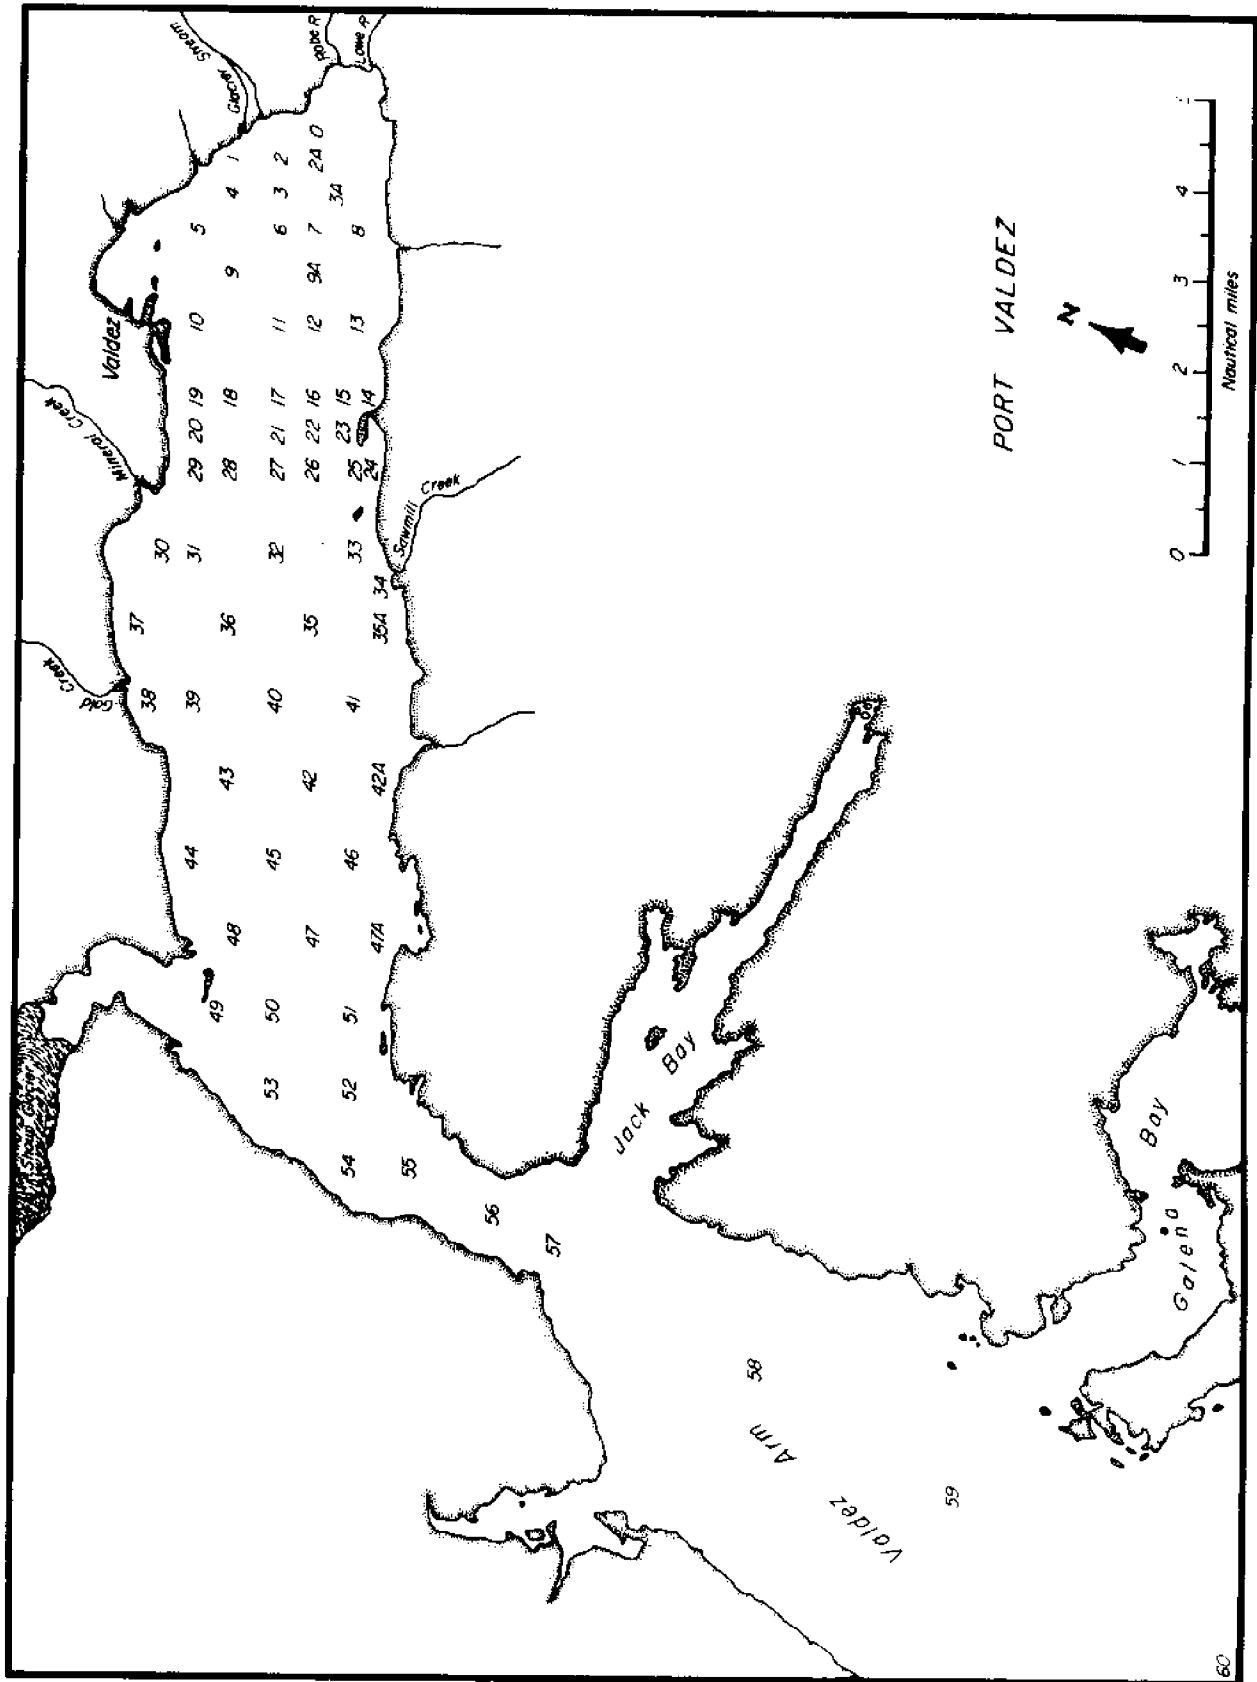 Shoup Glacier
Gold Creek
Mineral Creek
Valdez
Glacier Stream
Robe R
Lowe R
38 37 30
44 39 31 29 20 19 10 5
49 48 43 36 28 18 9 4 1
53 50 45 40 32 27 21 17 11 6 3 2
47 42 35 26 22 16 12 9A 7 2A 0
54 52 51 46 41 33 25 23 15 13 8 3A
55 47A 42A 35A 34 24 14
Sawmill Creek
56
57
Jack Bay
58
Valdez Arm
59
Galena Bay
60
PORT VALDEZ
N
0 1 2 3 4 5
Nautical miles